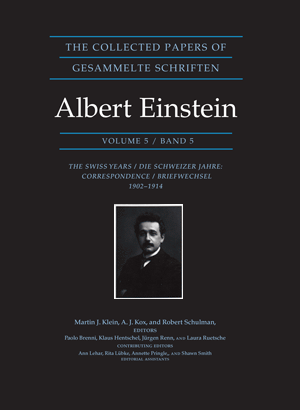 THE COLLECTED PAPERS OF
GESAMMELTE SCHRIFTEN
Albert Einstein
VOLUME 5 / BAND 5
THE SWISS YEARS / DIE SCHWEIZER JAHRE:
CORRESPONDENCE / BRIEFWECHSEL
1902–1914
Martin J. Klein, A. J. Kox, and Robert Schulman,
EDITORS
Paolo Brenni, Klaus Hentschel, Jürgen Renn, AND Laura Ruetsche
CONTRIBUTING EDITORS
Ann Lehar, Rita Lübke, Annette Pringle, AND Shawn Smith
EDITORIAL ASSISTANTS